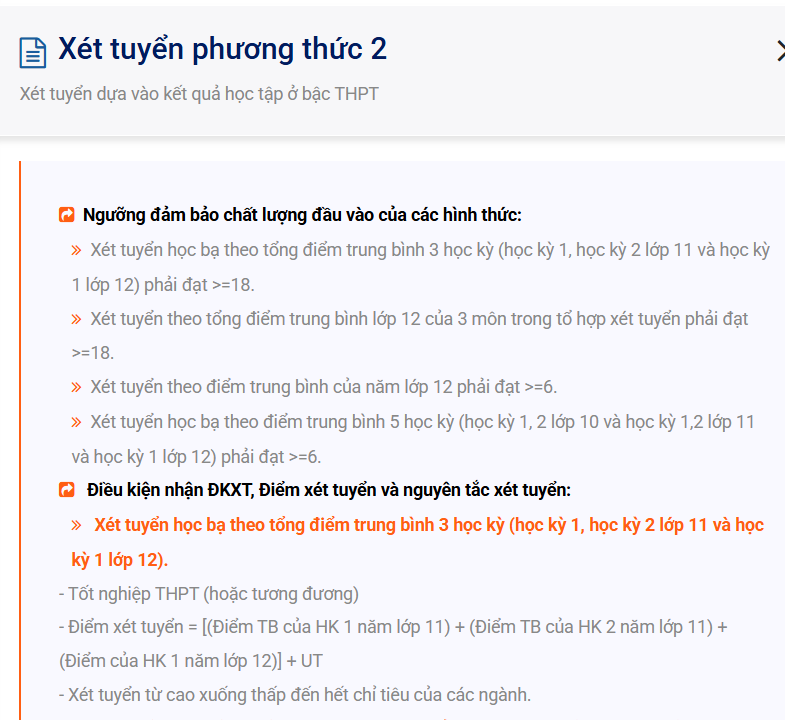 Xét tuyển phương thức 2
Xét tuyển dựa vào kết quả học tập ở bậc THPT
Ngưỡng đảm bảo chất lượng đầu vào của các hình thức:
» Xét tuyển học bạ theo tổng điểm trung bình 3 học kỳ (học kỳ 1, học kỳ 2 lớp 11 và học kỳ
1 lớp 12) phải đạt >=18.
» Xét tuyển theo tổng điểm trung bình lớp 12 của 3 môn trong tổ hợp xét tuyển phải đạt
>=18.
» Xét tuyển theo điểm trung bình của năm lớp 12 phải đạt >=6.
» Xét tuyển học bạ theo điểm trung bình 5 học kỳ (học kỳ 1, 2 lớp 10 và học kỳ 1,2 lớp 11
và học kỳ 1 lớp 12) phải đạt >=6.
Điều kiện nhận ĐKXT, Điểm xét tuyển và nguyên tắc xét tuyển:
» Xét tuyển học bạ theo tổng điểm trung bình 3 học kỳ (học kỳ 1, học kỳ 2 lớp 11 và học
kỳ 1 lớp 12).
- Tốt nghiệp THPT (hoặc tương đương)
- Điểm xét tuyển = [(Điểm TB của HK 1 năm lớp 11) + (Điểm TB của HK 2 năm lớp 11) +
(Điểm của HK 1 năm lớp 12)] + UT
- Xét tuyển từ cao xuống thấp đến hết chỉ tiêu của các ngành.